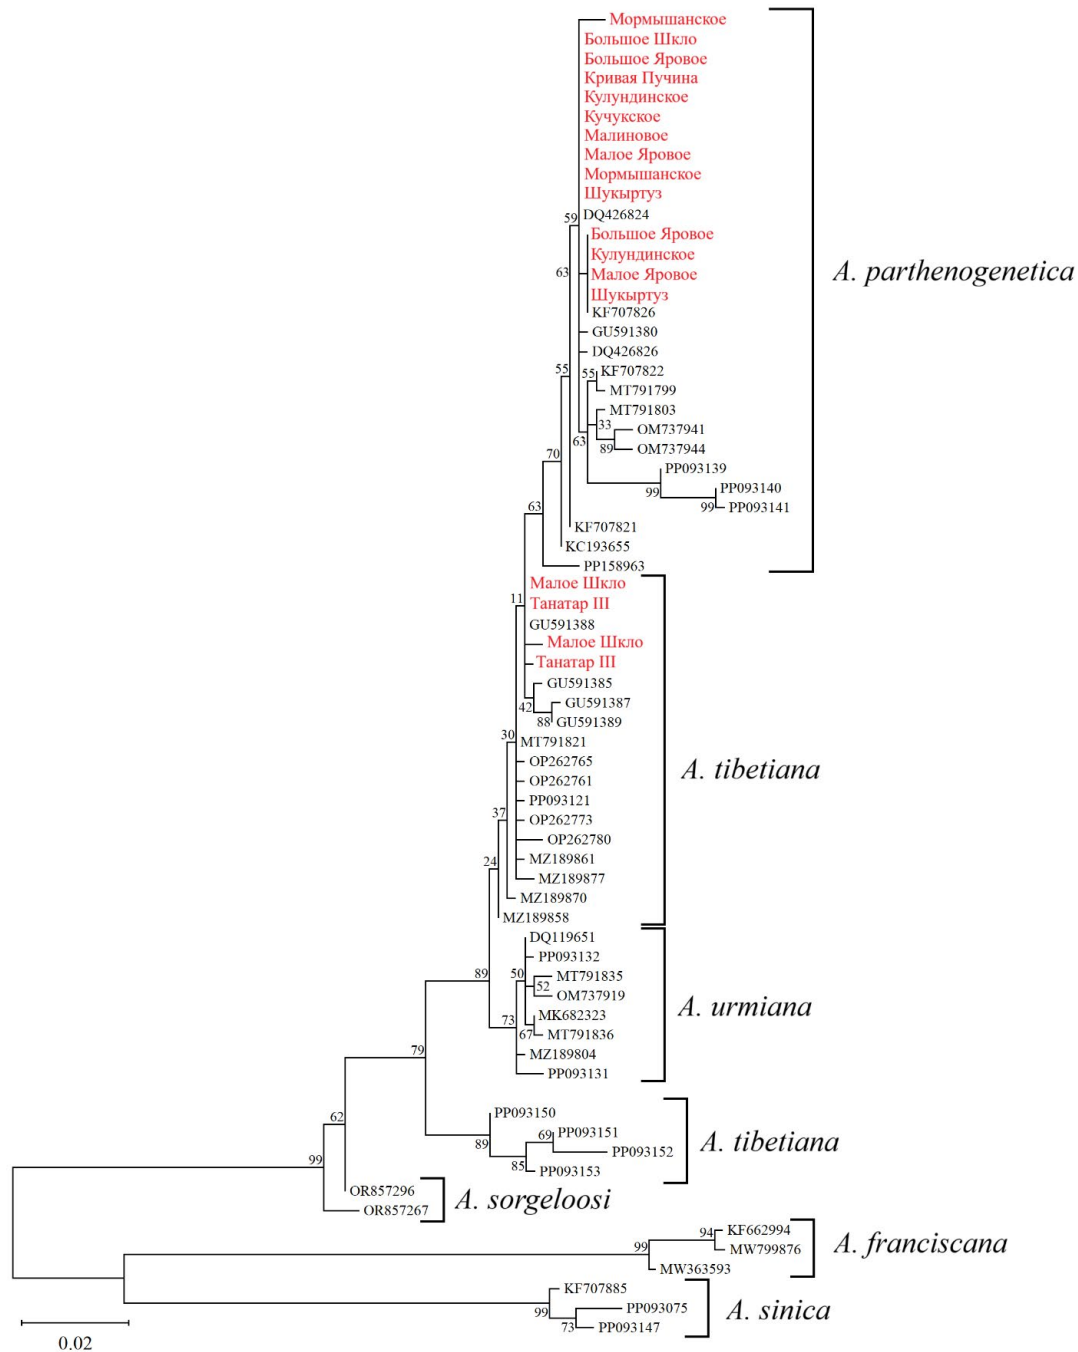 Мормышанское
Большое Шкло
Большое Яровое
Кривая Пучина
Кулундинское
Кучукское
Малиновое
Малое Яровое
Мормышанское
Шукыртуз
59
DQ426824
Большое Яровое
Кулундинское
63
Малое Яровое
A. parthenogenetica
Шукыртуз
KF707826
GU591380
DQ426826
55
55
KF707822
MT791799
MT791803
33
OM737941
63
89
OM737944
70
PP093139
99
PP093140
99
PP093141
63
KF707821
KC193655
PP158963
Малое Шкло
11
Танатар III
GU591388
Малое Шкло
Танатар III
GU591385
42
GU591387
88
GU591389
30
MT791821
OP262765
A. tibetiana
OP262761
PP093121
37
OP262773
OP262780
24
MZ189861
MZ189877
MZ189870
MZ189858
DQ119651
PP093132
89
50
MT791835
52
OM737919
A. urmiana
73
MK682323
67
MT791836
79
MZ189804
PP093131
62
PP093150
89
69
PP093151
A. tibetiana
PP093152
85
PP093153
99
OR857296
A. sorgeloosi
OR857267
94
KF662994
99
MW799876
A. franciscana
MW363593
KF707885
99
PP093075
A. sinica
73
PP093147
0.02